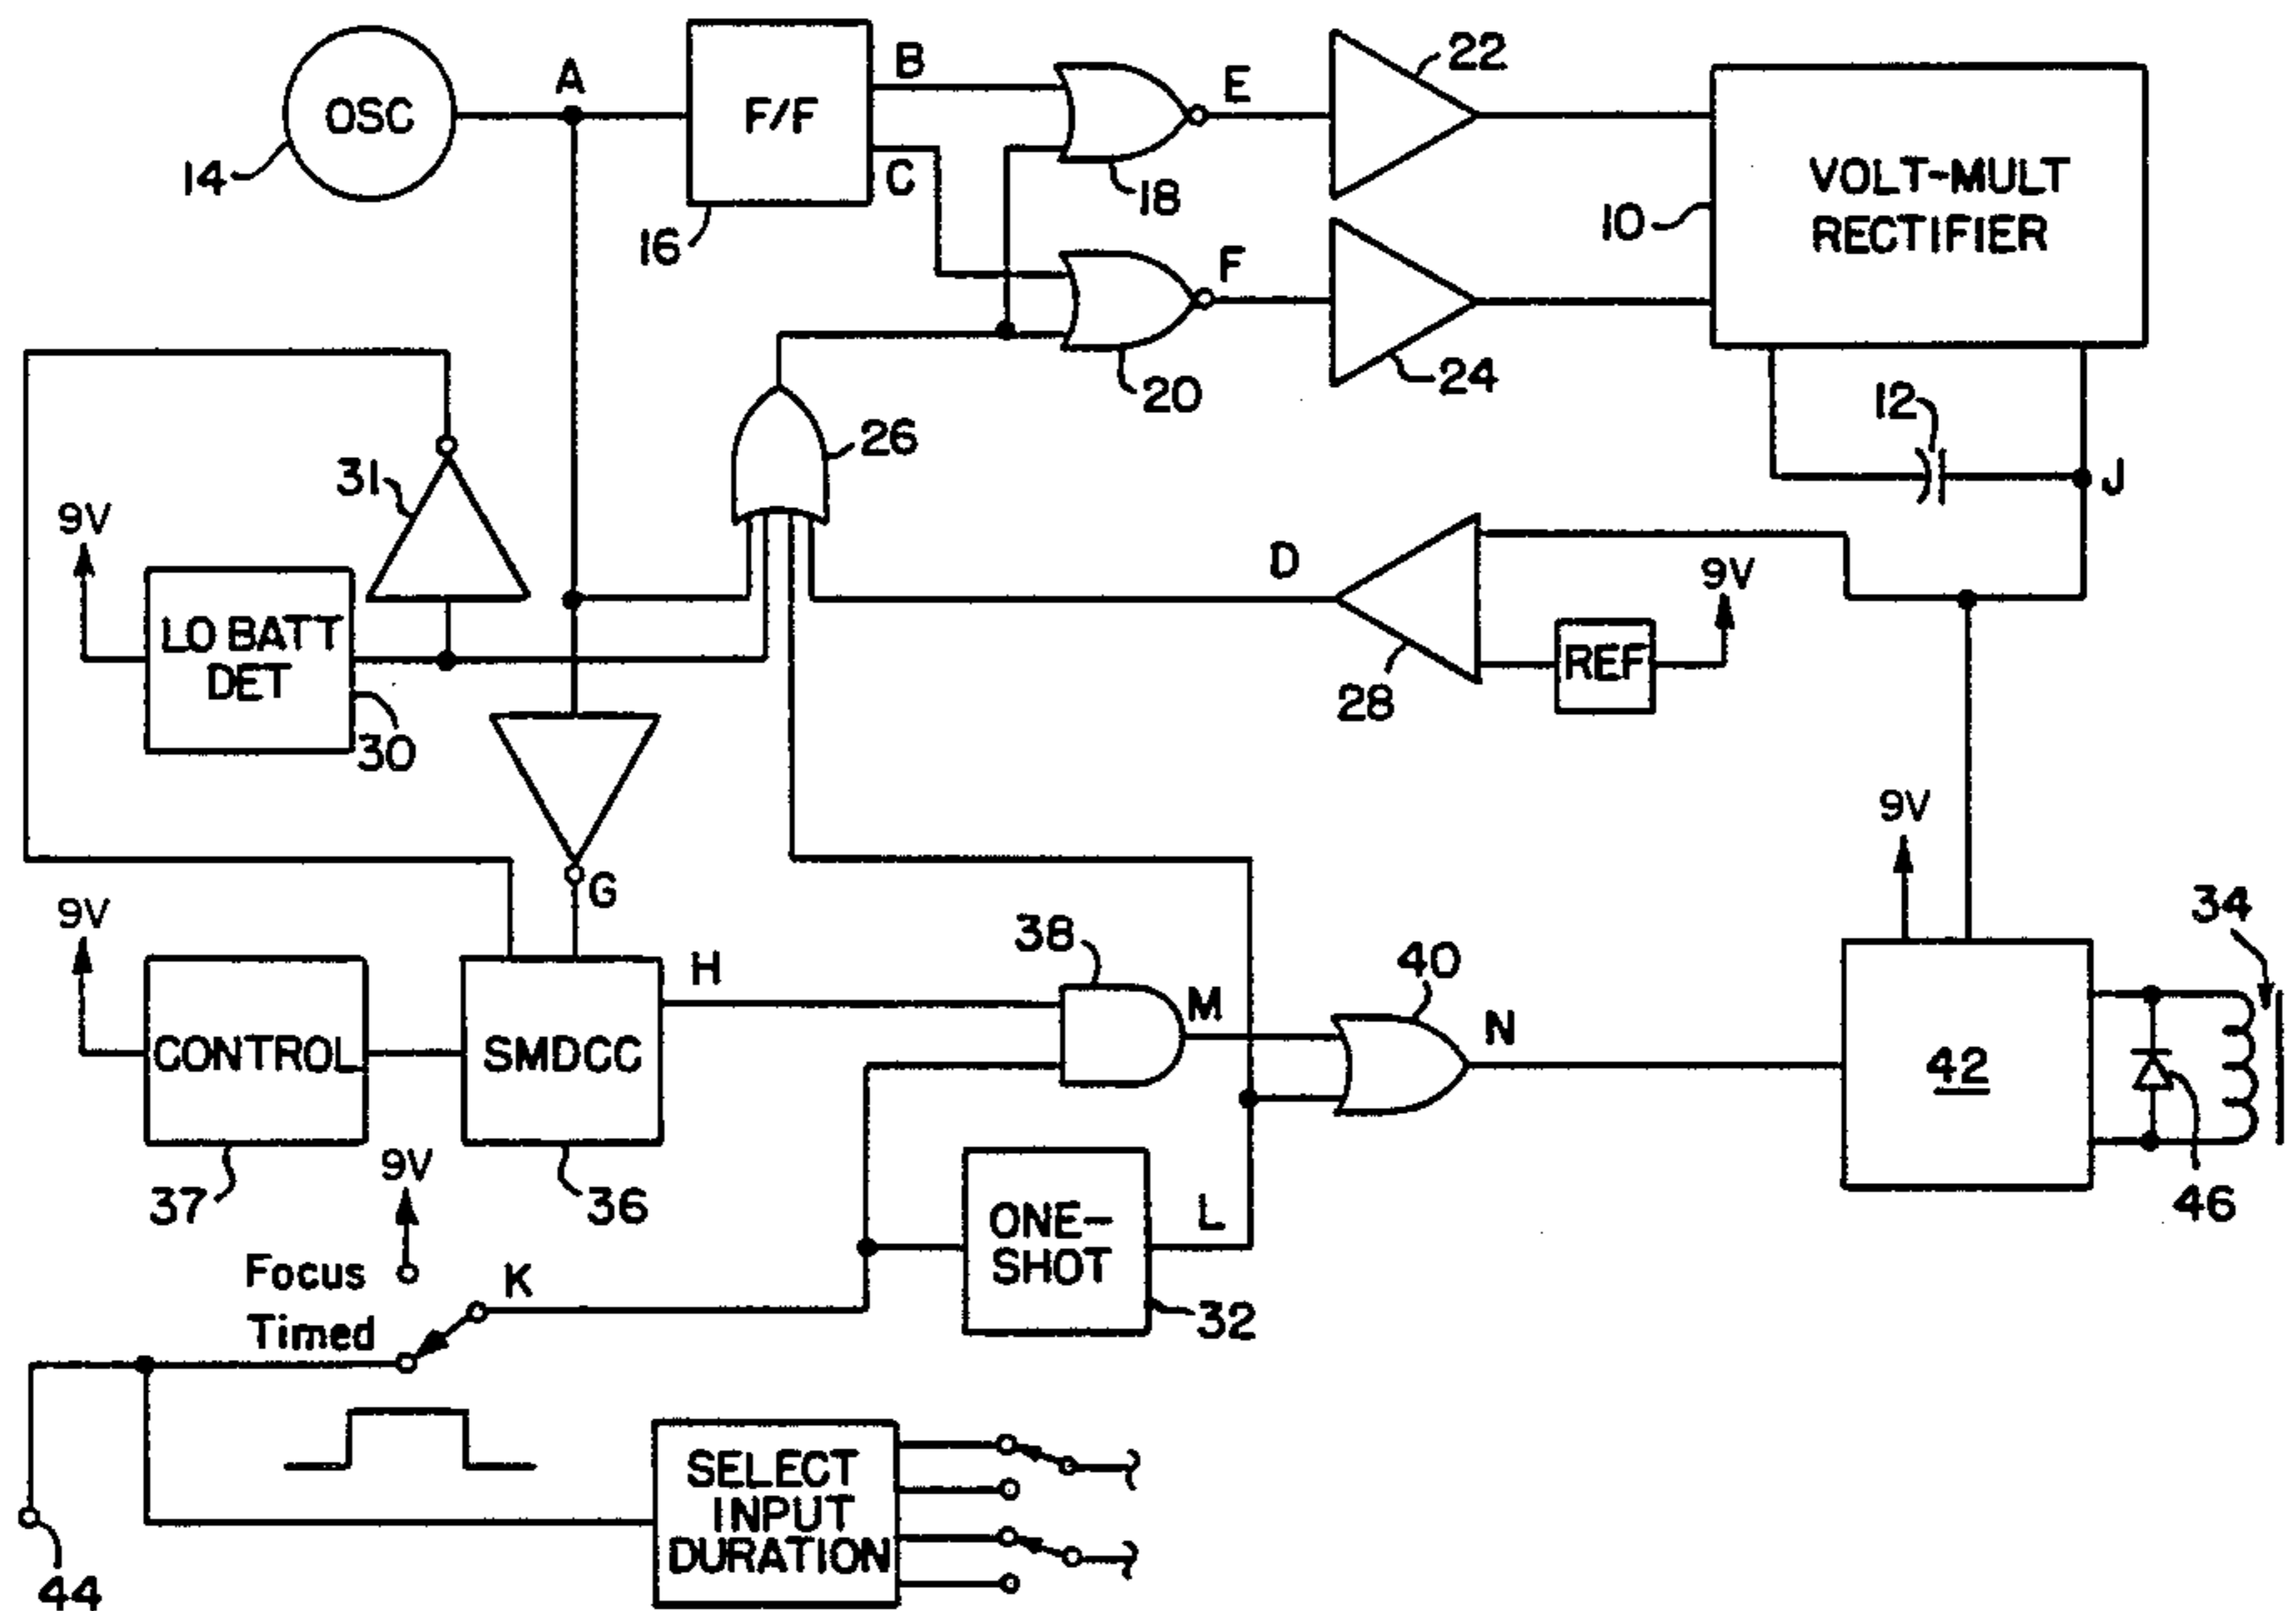 OSC
14
A
F/F
16
B
C
18
E
22
VOLT-MULT
RECTIFIER
10
20
F
24
12
J
26
31
9V
LO BATT
DET
30
D
28
REF
9V
G
9V
CONTROL
37
SMDCC
36
H
38
M
40
N
9V
42
34
46
9V
Focus
Timed
K
ONE-
SHOT
L
32
44
SELECT
INPUT
DURATION